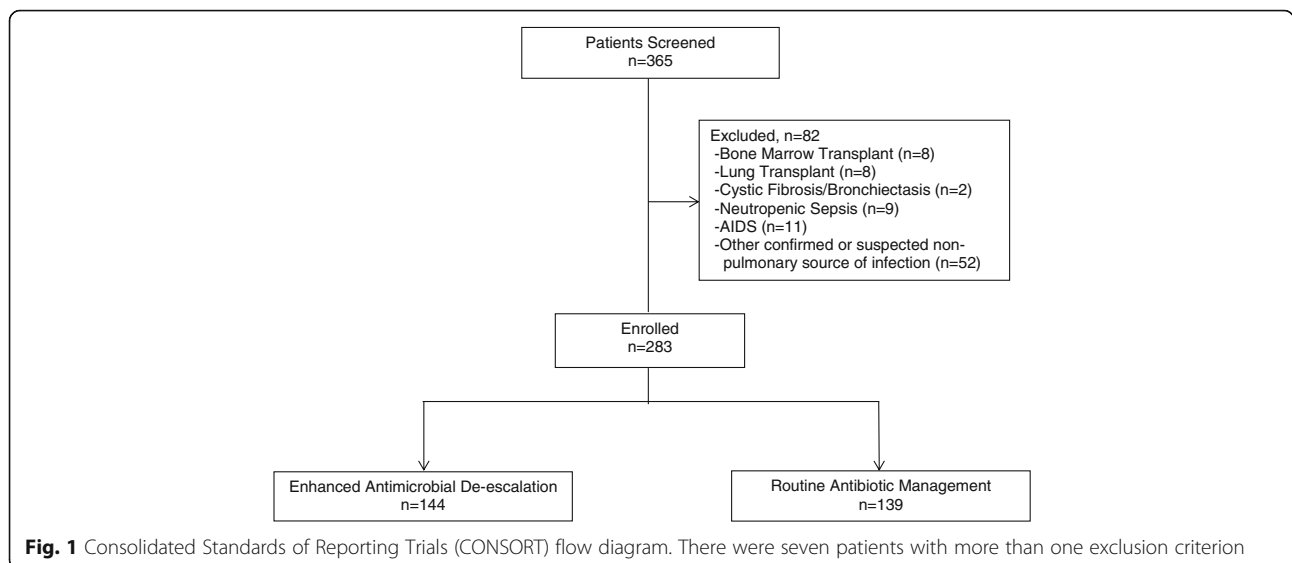 Patients Screened
n=365
Excluded, n=82
-Bone Marrow Transplant (n=8)
-Lung Transplant (n=8)
-Cystic Fibrosis/Bronchiectasis (n=2)
-Neutropenic Sepsis (n=9)
-AIDS (n=11)
-Other confirmed or suspected non-
pulmonary source of infection (n=52)
Enrolled
n=283
Enhanced Antimicrobial De-escalation
n=144
Routine Antibiotic Management
n=139
Fig. 1 Consolidated Standards of Reporting Trials (CONSORT) flow diagram. There were seven patients with more than one exclusion criterion